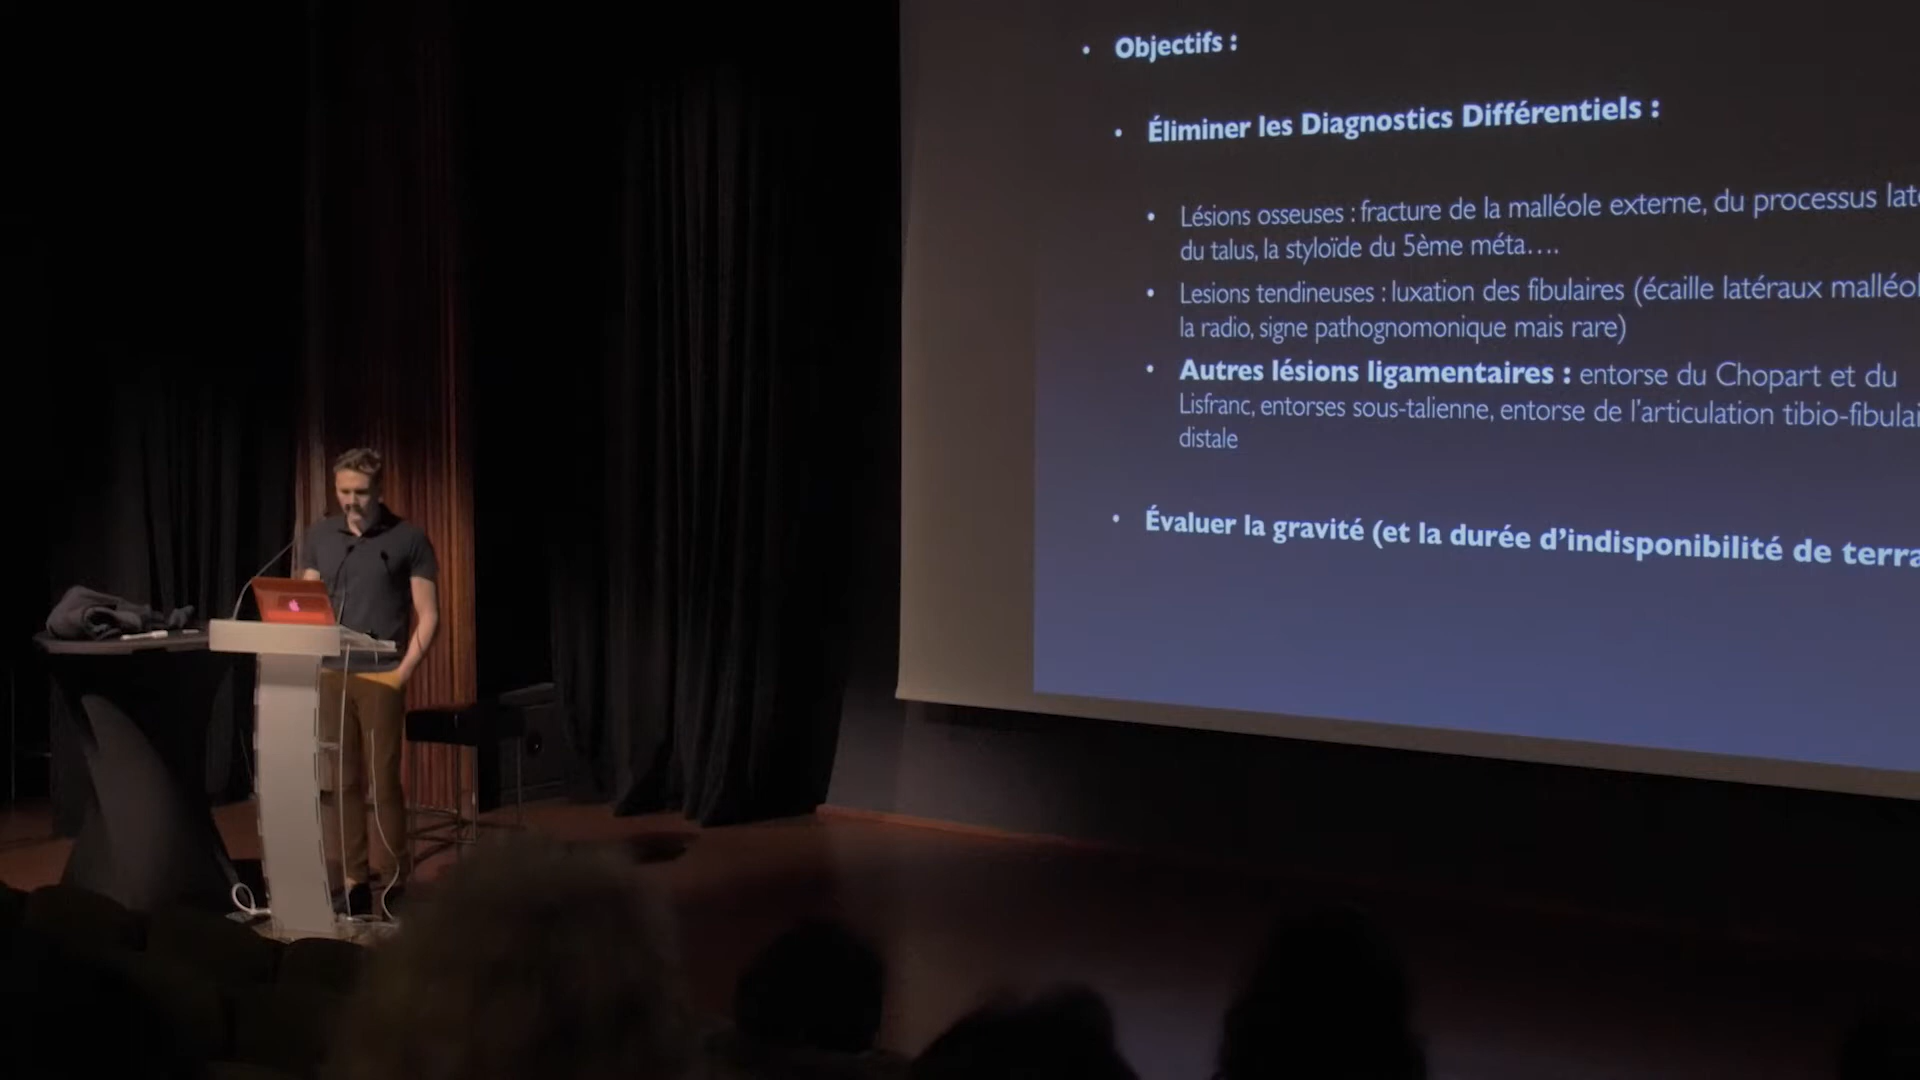 • Objectifs :
• Éliminer les Diagnostics Différentiels :
• Lésions osseuses : fracture de la malléole externe, du processus
du talus, la styloïde du 5ème méta….
• Lesions tendineuses : luxation des fibulaires (écaille latéraux
la radio, signe pathognomonique mais rare)
• Autres lésions ligamentaires : entorse du Chopart et du
Lisfranc, entorses sous-talienne, entorse de l'articulation
distale
• Évaluer la gravité (et la durée d'indisponibilité de